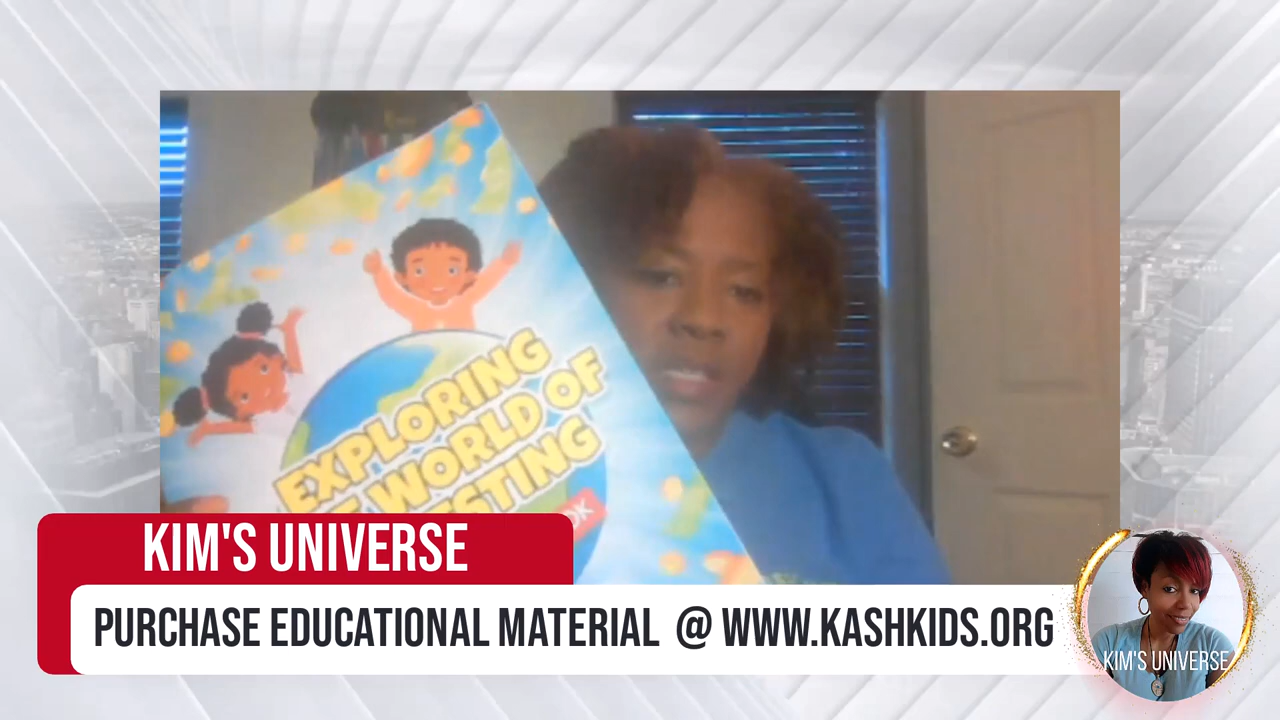 EXPLORING
WORLD OF
KIM'S UNIVERSE
PURCHASE EDUCATIONAL MATERIAL @ WWW.KASHKIDS.ORG
KIM'S UNIVERSE